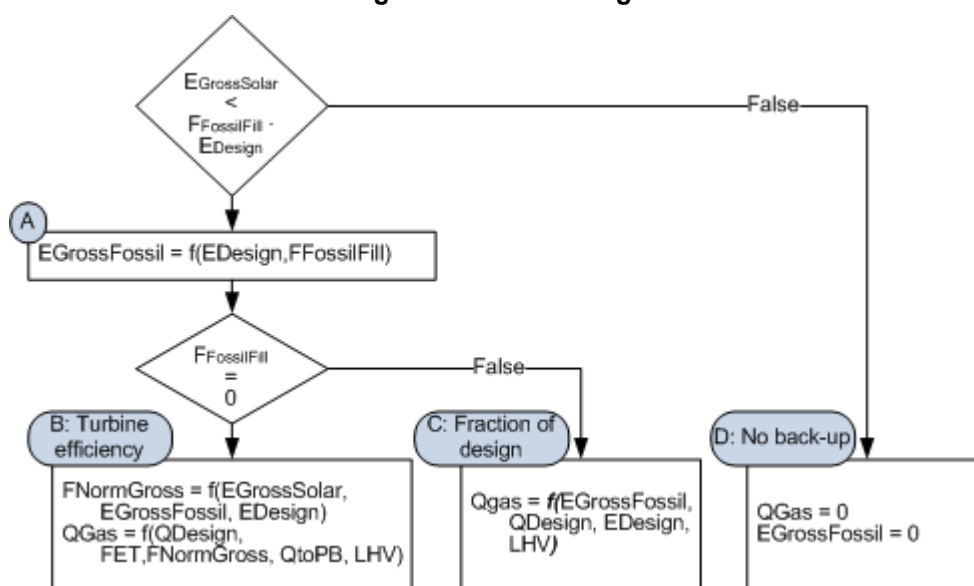 EGrossSolar
<
FFossilFill -
EDesign
False
A
EGrossFossil = f(EDesign,FFossilFill)
FFossilFill
=
0
False
B: Turbine
efficiency
FNormGross = f(EGrossSolar,
EGrossFossil, EDesign)
QGas = f(QDesign,
FET,FNormGross, QtoPB, LHV)
C: Fraction of
design
Qgas = f(EGrossFossil,
QDesign, EDesign,
LHV)
D: No back-up
QGas = 0
EGrossFossil = 0